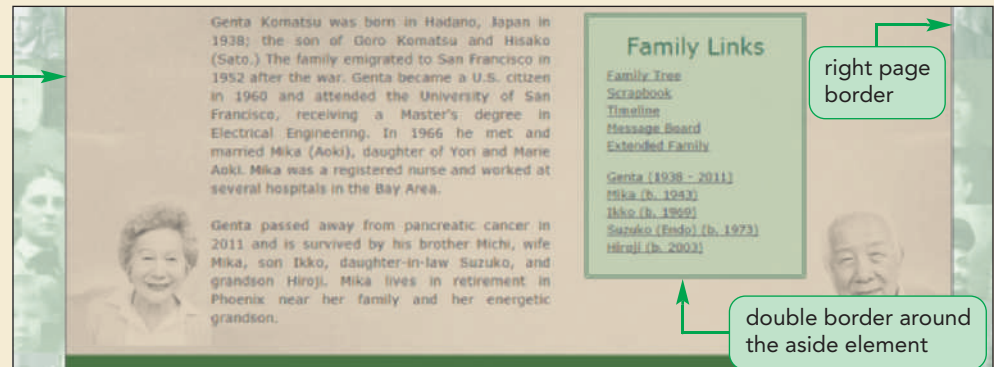 Genta Komatsu was born in Hadano, Japan in
1938; the son of Goro Komatsu and Hisako
(Sato.) The family emigrated to San Francisco in
1952 after the war. Genta became a U.S. citizen
in 1960 and attended the University of San
Francisco, receiving a Master's degree in
Electrical Engineering. In 1966 he met and
married Mika (Aoki), daughter of Yori and Marie
Aoki. Mika was a registered nurse and worked at
several hospitals in the Bay Area.
Genta passed away from pancreatic cancer in
2011 and is survived by his brother Michi, wife
Mika, son Ikko, daughter-in-law Suzuko, and
grandson Hiroji. Mika lives in retirement in
Phoenix near her family and her energetic
grandson.
Family Links
Family Tree
Scrapbook
Timeline
Message Board
Extended Family
Genta (1938 - 2011)
Mika (b. 1943)
Ikko (b. 1969)
Suzuko (Endo) (b. 1973)
Hiroji (b. 2003)
right page
border
double border around
the aside element